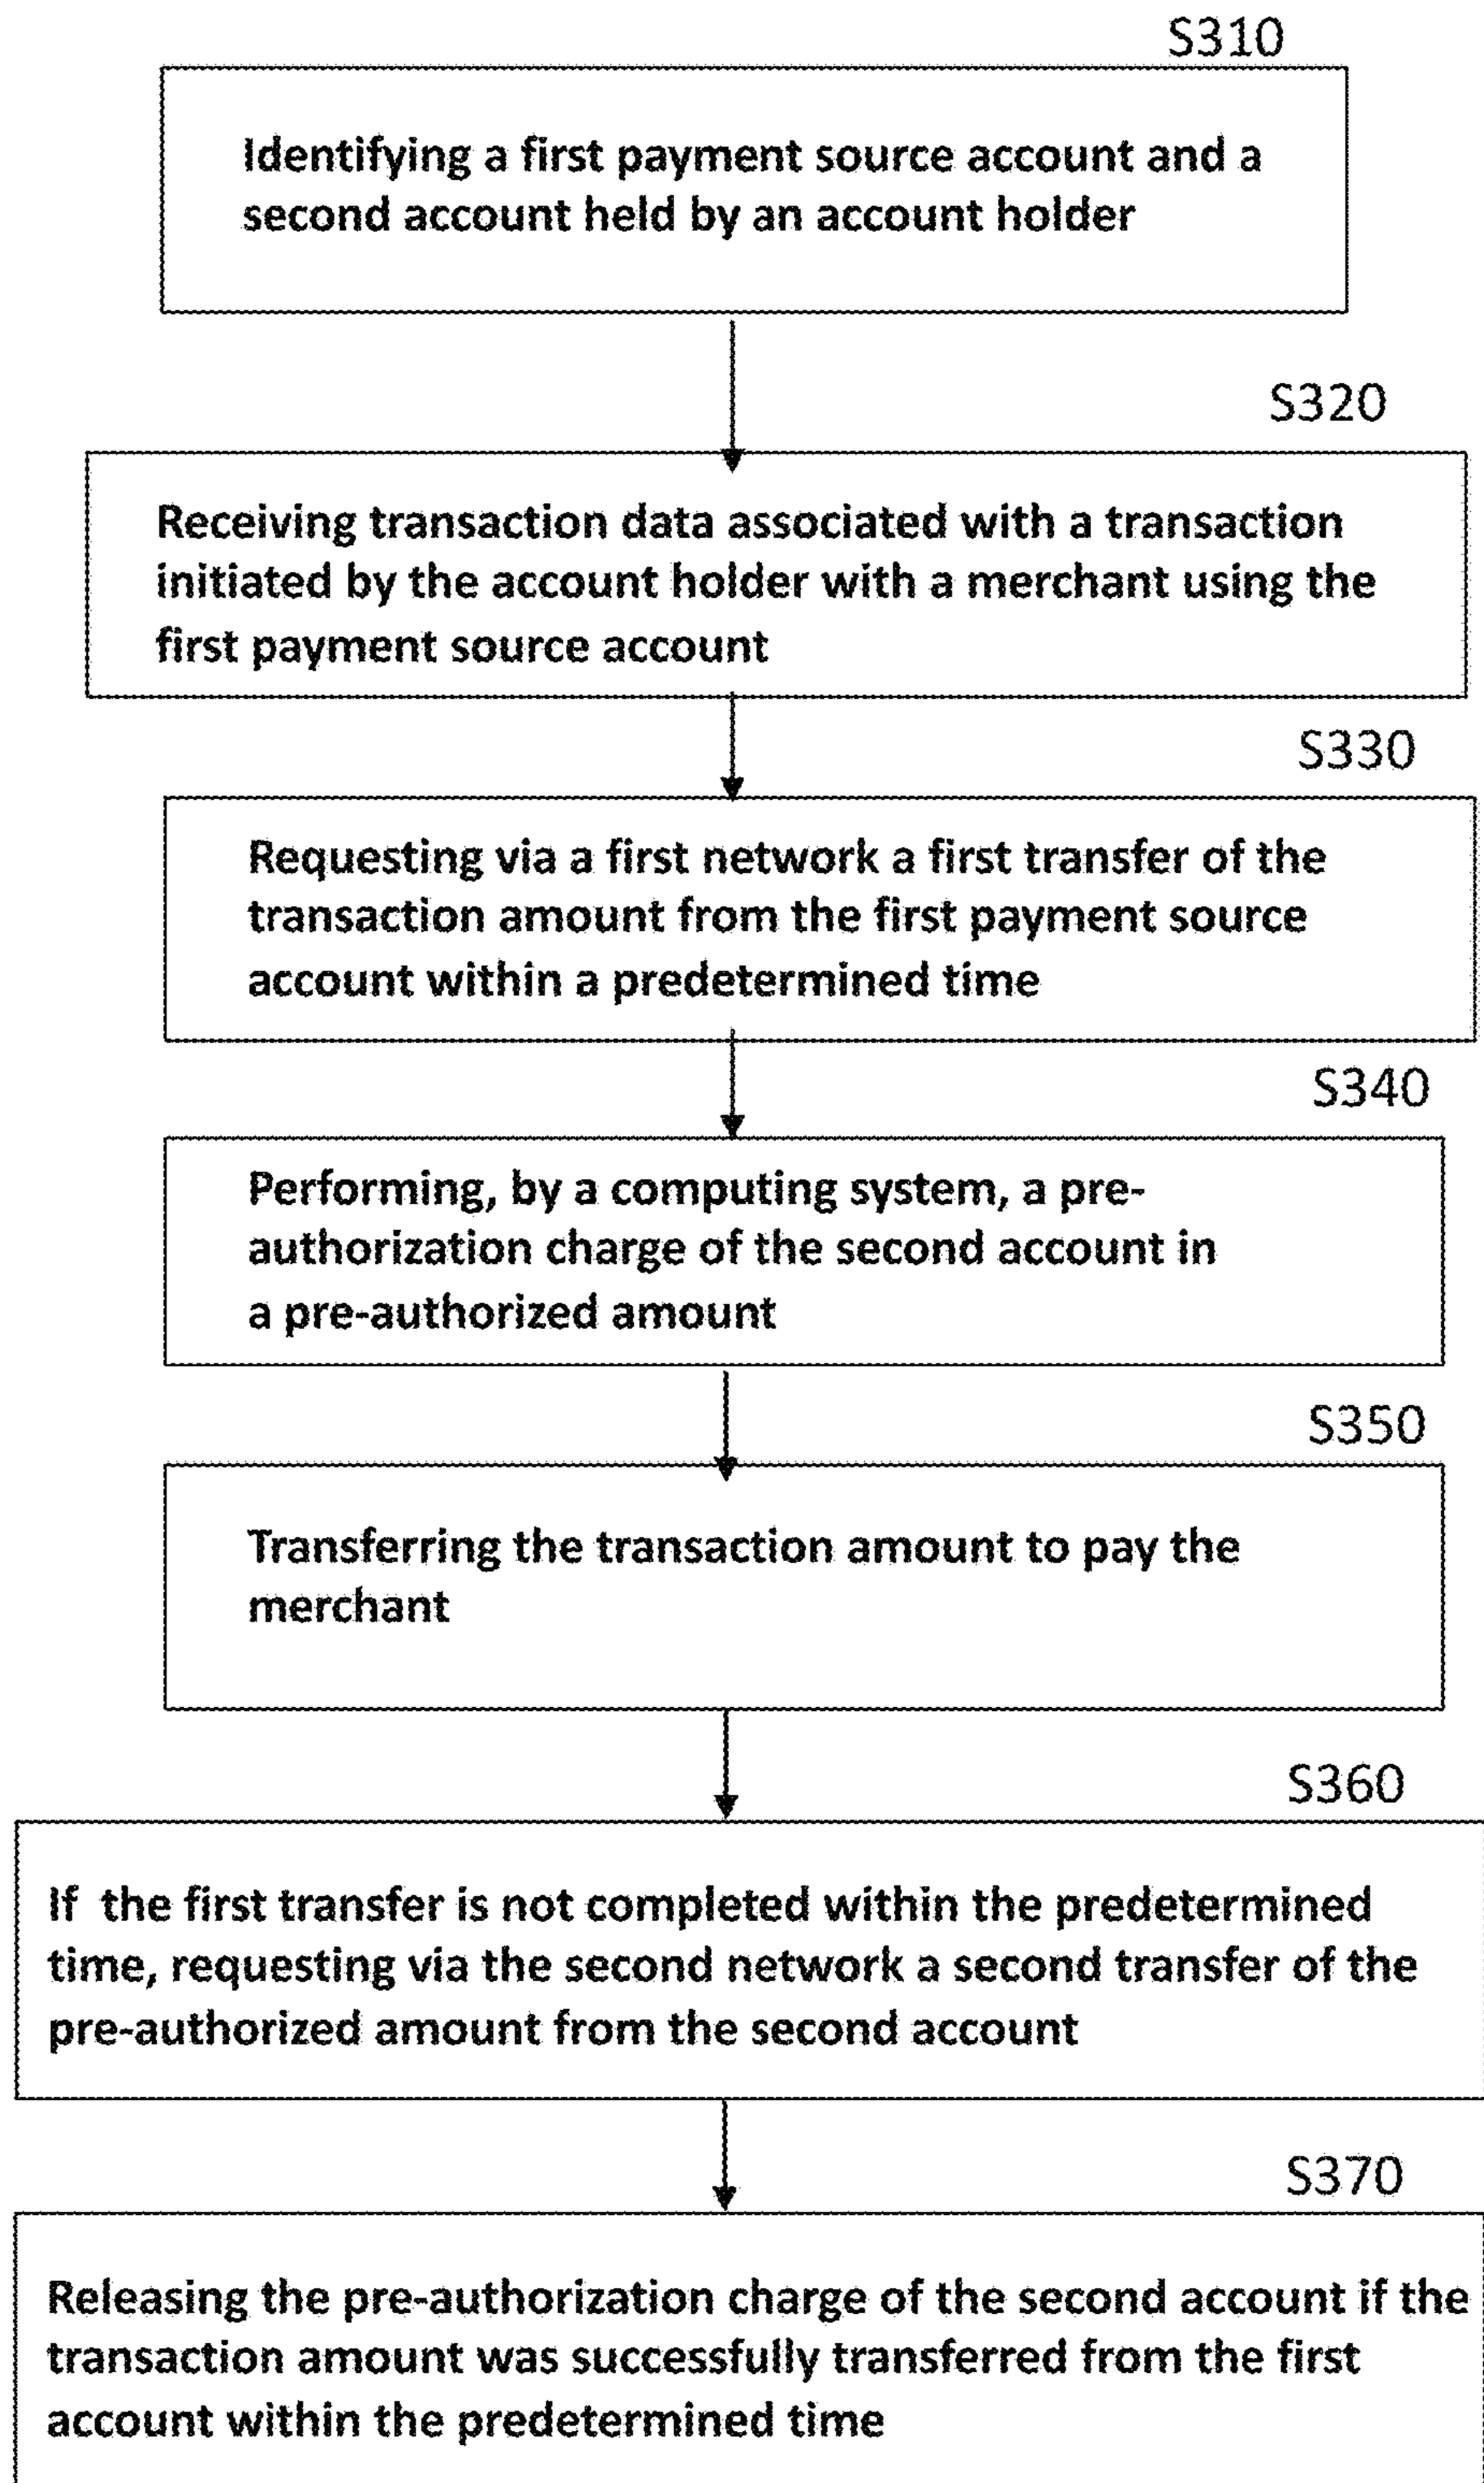 S310
Identifying a first payment source account and a
second account held by an account holder
S320
Receiving transaction data associated with a transaction
initiated by the account holder with a merchant using the
first payment source account
S330
Requesting via a first network a first transfer of the
transaction amount from the first payment source
account within a predetermined time
S340
Performing, by a computing system, a pre-
authorization charge of the second account in
a pre-authorized amount
S350
Transferring the transaction amount to pay the
merchant
S360
If the first transfer is not completed within the predetermined
time, requesting via the second network a second transfer of the
pre-authorized amount from the second account
S370
Releasing the pre-authorization charge of the second account if the
transaction amount was successfully transferred from the first
account within the predetermined time